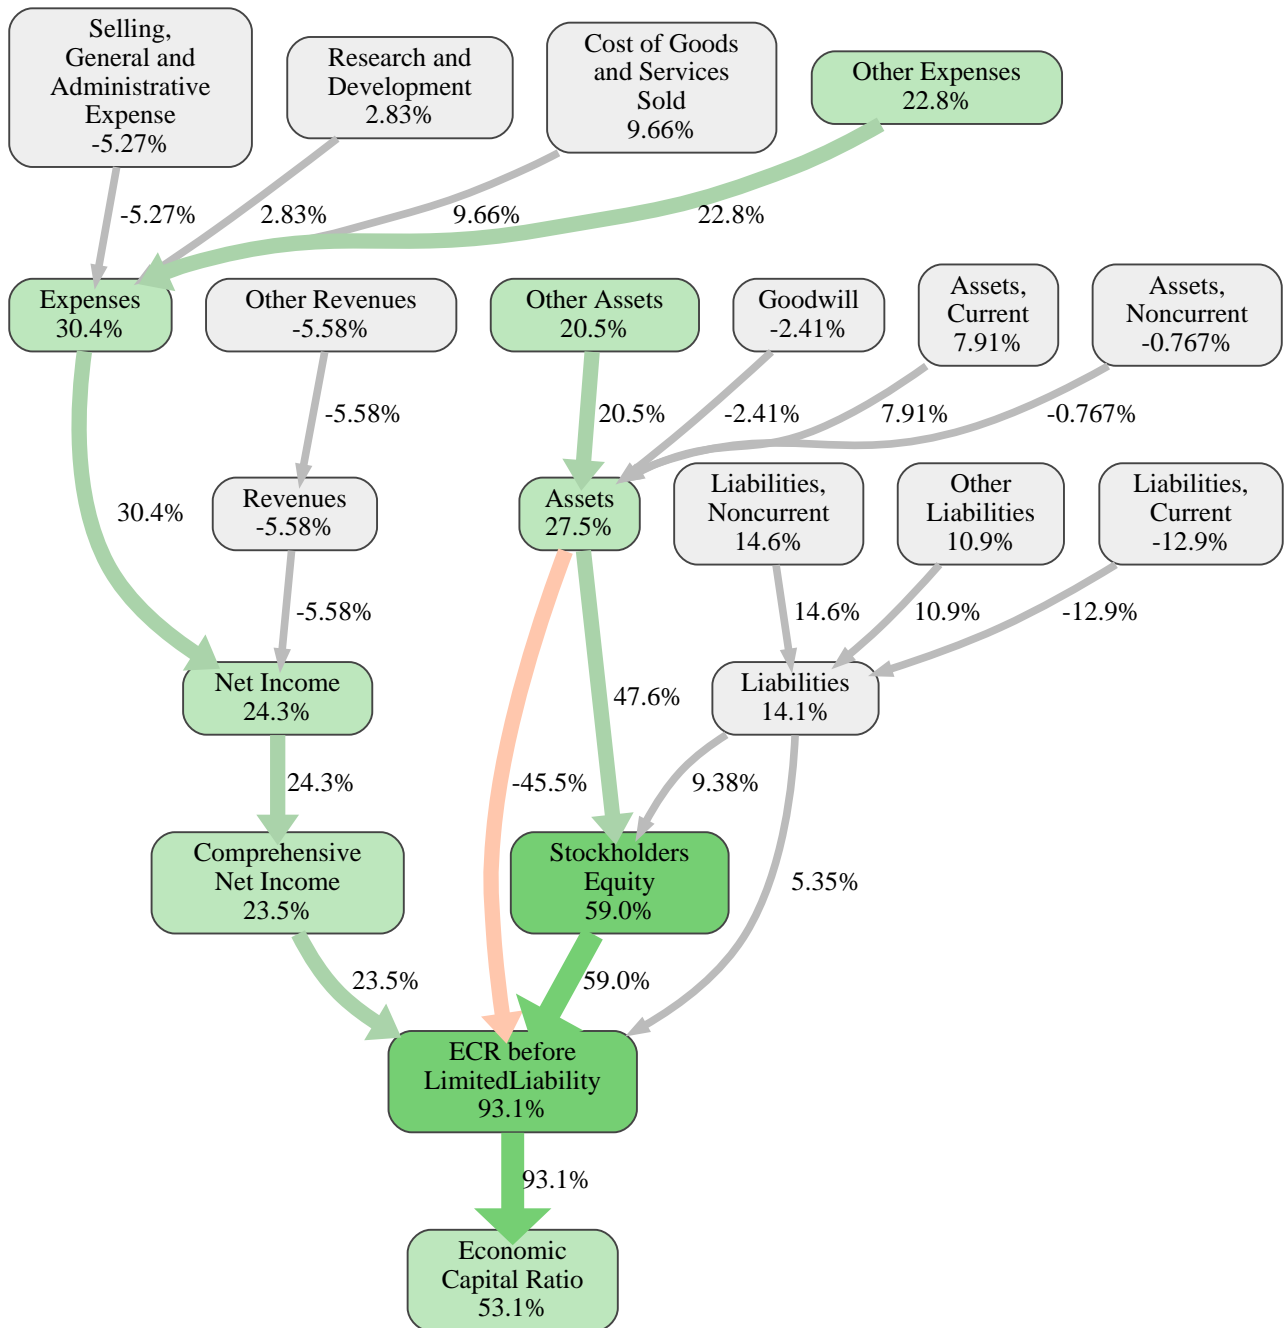 Selling,
General and
Administrative
Expense
-5.27%
Research and
Development
2.83%
Cost of Goods
and Services
Sold
9.66%
Other Expenses
22.8%
-5.27%
2.83%
9.66%
22.8%
Expenses
30.4%
Other Revenues
-5.58%
Other Assets
20.5%
Goodwill
-2.41%
Assets,
Current
7.91%
Assets,
Noncurrent
-0.767%
-5.58%
20.5%
-2.41%
7.91%
-0.767%
30.4%
Revenues
-5.58%
Assets
27.5%
Liabilities,
Noncurrent
14.6%
Other
Liabilities
10.9%
Liabilities,
Current
-12.9%
-5.58%
14.6%
10.9%
-12.9%
Net Income
24.3%
47.6%
Liabilities
14.1%
24.3%
-45.5%
9.38%
Comprehensive
Net Income
23.5%
Stockholders
Equity
59.0%
5.35%
23.5%
59.0%
ECR before
LimitedLiability
93.1%
93.1%
Economic
Capital Ratio
53.1%